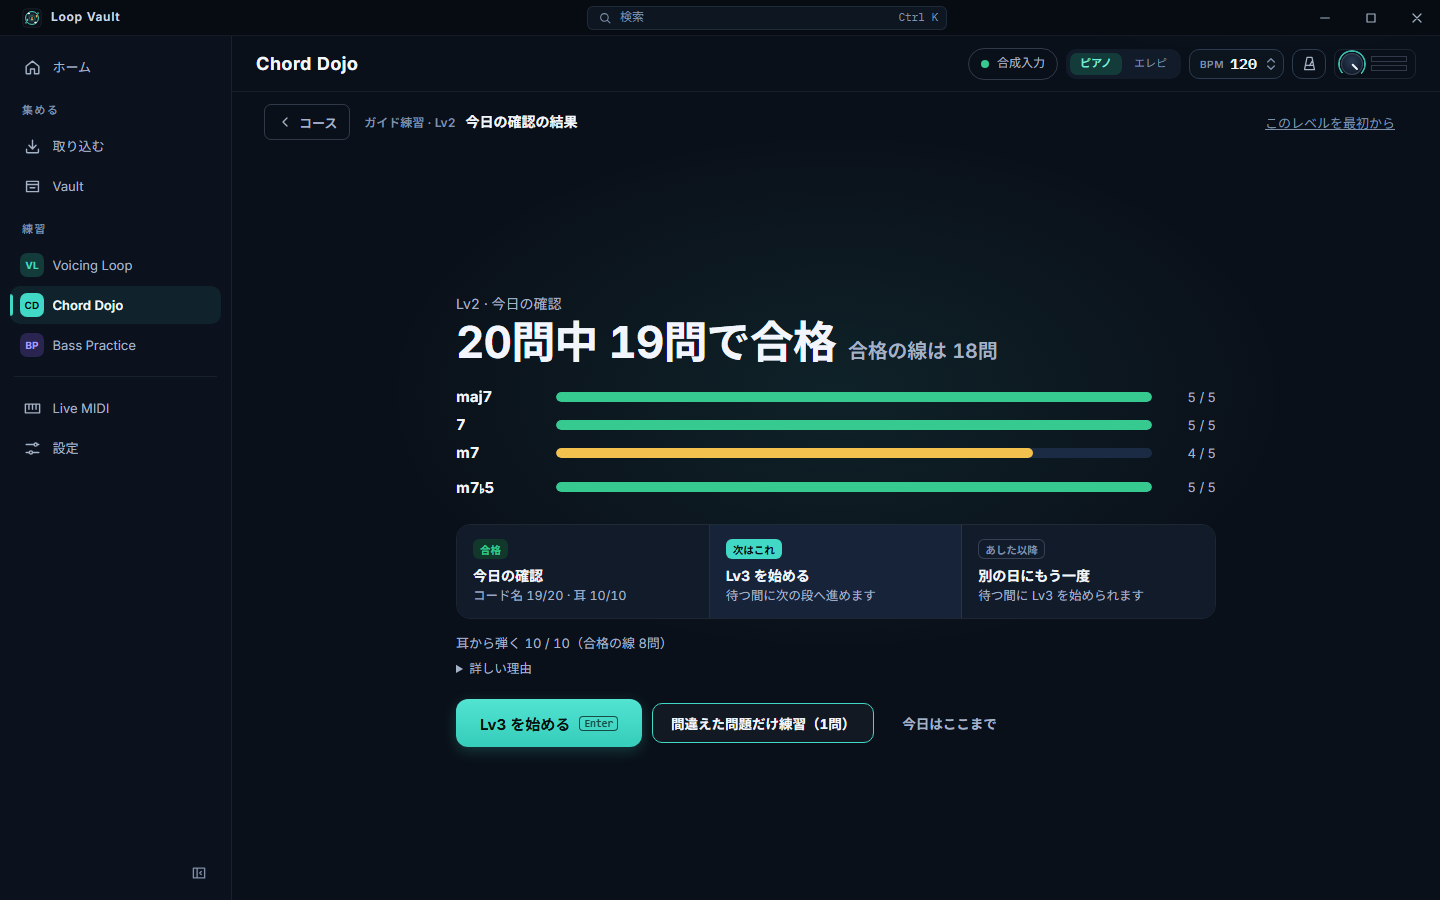 Loop Vault
検索
Ctrl K
ホーム
集める
取り込む
Vault
練習
VL Voicing Loop
CD Chord Dojo
BP Bass Practice
Live MIDI
設定
Chord Dojo
合成入力
ピアノ エレピ
BPM 120
コース
ガイド練習 · Lv2 今日の確認の結果
このレベルを最初から
Lv2 · 今日の確認
20問中 19問で合格 合格の線は 18問
maj7 5 / 5
7 5 / 5
m7 4 / 5
m7♭5 5 / 5
合格
今日の確認
コード名 19/20 · 耳 10/10
次はこれ
Lv3 を始める
待つ間に次の段へ進めます
あした以降
別の日にもう一度
待つ間に Lv3 を始められます
耳から弾く 10 / 10（合格の線 8問）
▶ 詳しい理由
Lv3 を始める Enter
間違えた問題だけ練習（1問）
今日はここまで